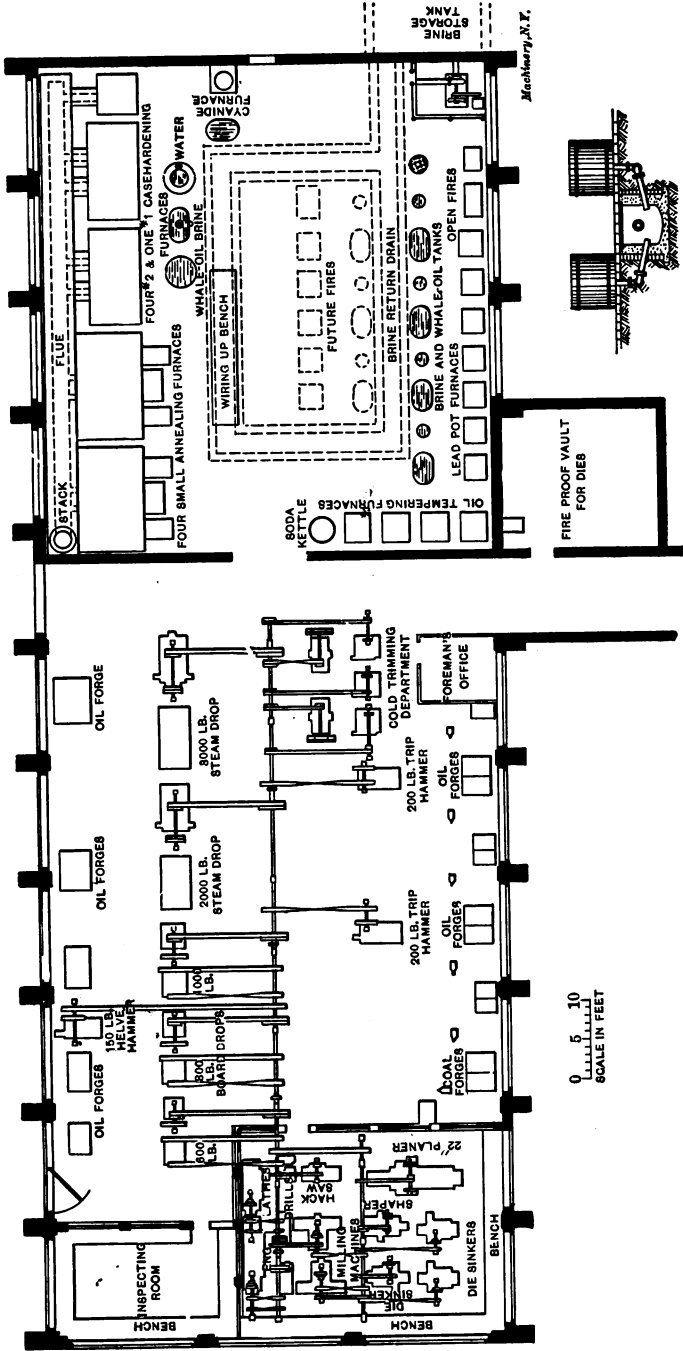 BRINE
STORAGE
TANK
Machinery, N.Y.
CYANIDE
FURNACE
FLUE
STACK
FOUR #2 & ONE #1 CASEHARDENING
FURNACES
WATER
WHALE-OIL BRINE
FOUR SMALL ANNEALING FURNACES
WIRING UP BENCH
FUTURE FIRES
BRINE RETURN DRAIN
BRINE AND WHALE-OIL TANKS
OPEN FIRES
LEAD POT FURNACES
SODA
KETTLE
OIL TEMPERING FURNACES
FIRE PROOF VAULT
FOR DIES
OIL FORGE
3000 LB.
STEAM DROP
COLD TRIMMING
DEPARTMENT
FOREMAN'S
OFFICE
OIL FORGES
2000 LB.
STEAM DROP
200 LB. TRIP
HAMMER
OIL
FORGES
200 LB. TRIP
HAMMER
OIL
FORGES
150 LB.
HELVE
HAMMER
1000
LB.
800
LB.
BOARD DROPS
600
LB.
OIL FORGES
COAL
FORGES
0 5 10
SCALE IN FEET
INSPECTING
ROOM
BENCH
ENG.
LATHES
DRILLS
HACK
SAW
MILLING
MACHINES
22" PLANER
SHAPER
DIE
SINKER
DIE SINKERS
BENCH
BENCH